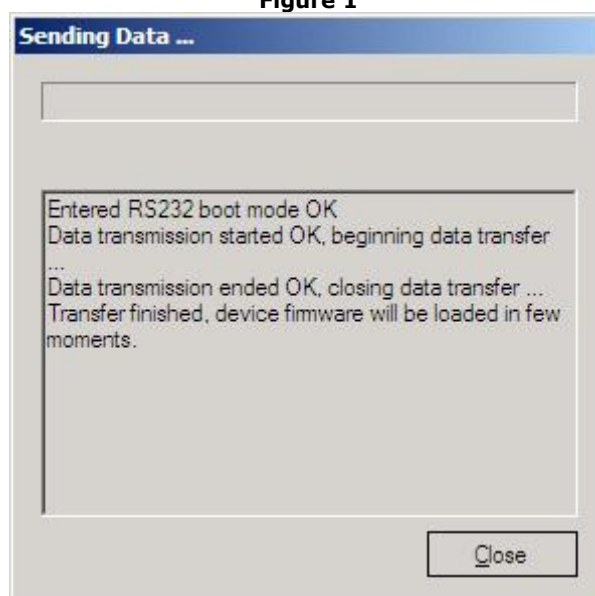 Figure 1
Sending Data ...
Entered RS232 boot mode OK
Data transmission started OK, beginning data transfer
...
Data transmission ended OK, closing data transfer ...
Transfer finished, device firmware will be loaded in few
moments.
Close